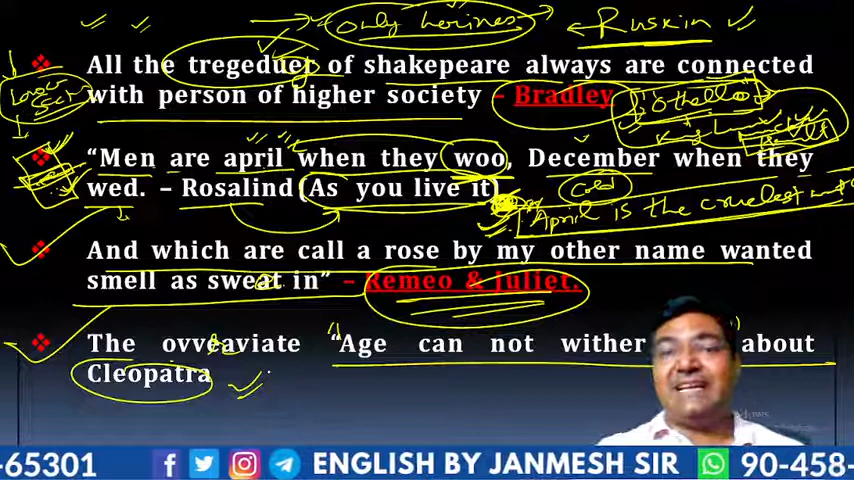 only heroines Ruskin
All the tregeduer of shakepeare always are connected
with person of higher society – Bradley
Othello
"Men are april when they woo, December when they
wed. – Rosalind (As you live it)
Cold
"April is the cruelest
And which are call a rose by my other name wanted
smell as sweat in" – Remeo & Juliet.
The ovveaviate "Age can not wither about
Cleopatra
-65301 ENGLISH BY JANMESH SIR 90-458-